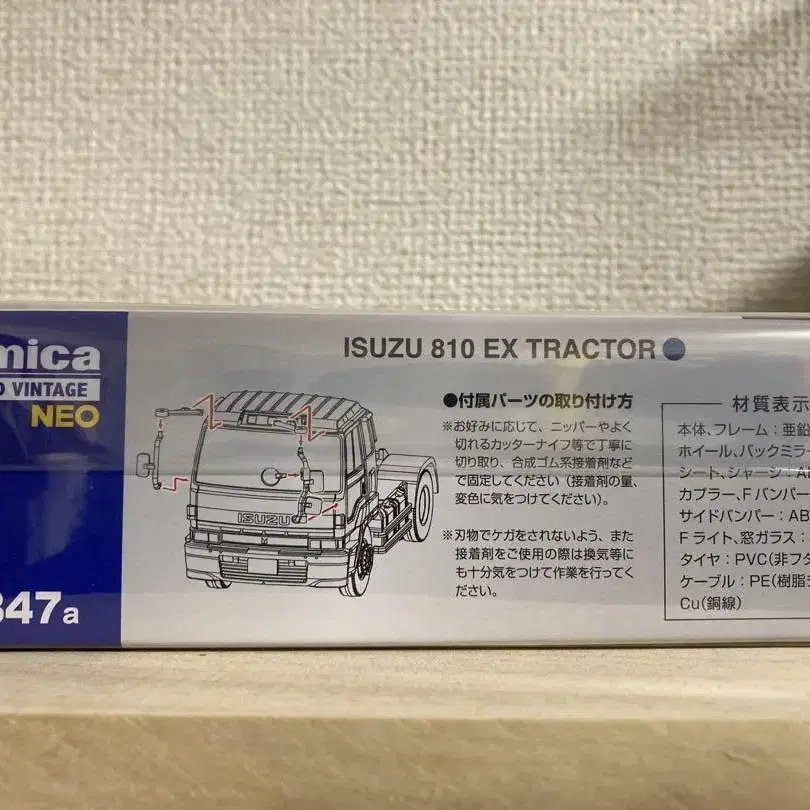 mica
D VINTAGE
NEO
347a
ISUZU 810 EX TRACTOR
ISUZU
●付属パーツの取り付け方
※お好みに応じて、ニッパーやよく
切れるカッターナイフ等で丁寧に
切り取り、合成ゴム系接着剤など
で固定してください（接着剤の量、
変色に気をつけてください）。
※刃物でケガをされないよう、また
接着剤をご使用の際は換気等に
も十分気をつけて作業を行ってく
ださい。
材質表示
本体、フレーム：亜鉛
ホイール、バックミラー
シート、シャーシ：A
カプラー、Fバンパー
サイドバンパー：AB
Fライト、窓ガラス：
タイヤ：PVC(非フタ
ケーブル：PE(樹脂
Cu(銅線)